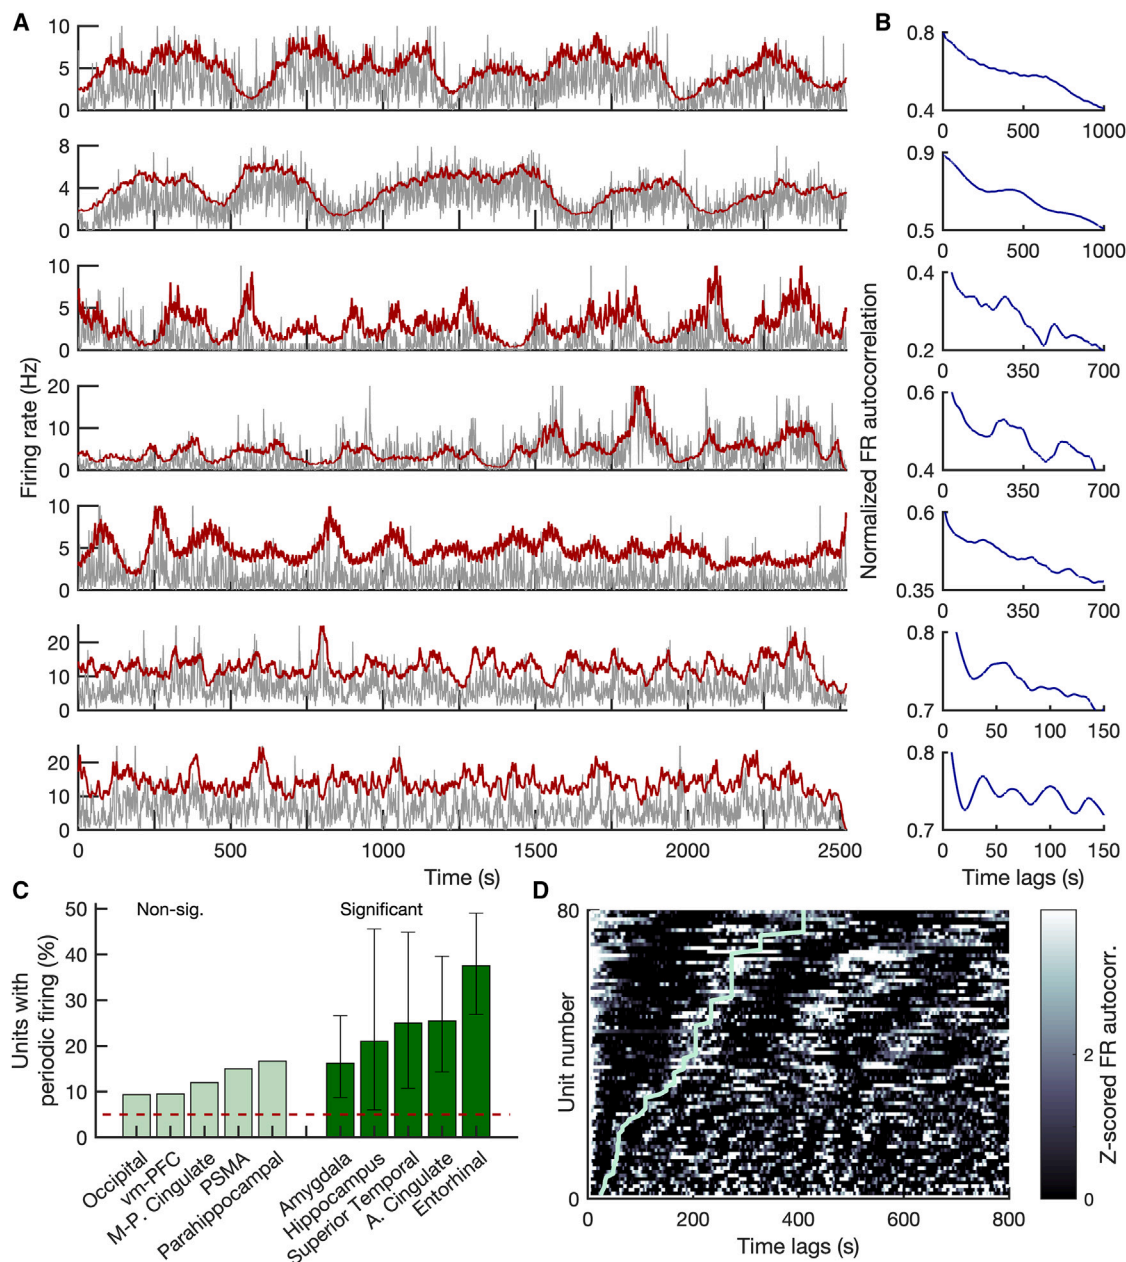 A
B
Firing rate (Hz)
Normalized FR autocorrelation
10
5
0
0.8
0.4
0 500 1000
8
4
0
0.9
0.5
0 500 1000
10
5
0
0.4
0.2
0 350 700
20
10
0
0.6
0.4
0 350 700
10
5
0
0.6
0.35
0 350 700
20
10
0
0.8
0.7
0 50 100 150
20
10
0
0.8
0.7
0 50 100 150
0 500 1000 1500 2000 2500
Time (s)
Time lags (s)
C
Non-sig.
Significant
Units with
periodic firing (%)
50
40
30
20
10
0
Occipital
vm-PFC
M-P. Cingulate
PSMA
Parahippocampal
Amygdala
Hippocampus
Superior Temporal
A. Cingulate
Entorhinal
D
Unit number
80
0
0 200 400 600 800
Time lags (s)
Z-scored FR autocorr.
2
0